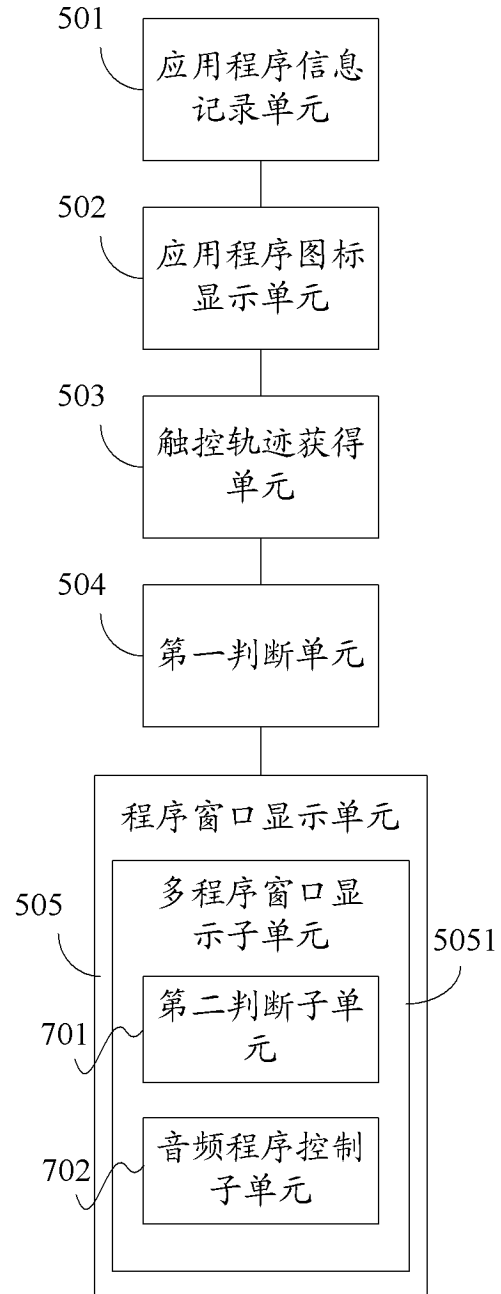 501
应用程序信息
记录单元
502
应用程序图标
显示单元
503
触控轨迹获得
单元
504
第一判断单元
程序窗口显示单元
505
多程序窗口显
示子单元
5051
701
第二判断子单
元
702
音频程序控制
子单元